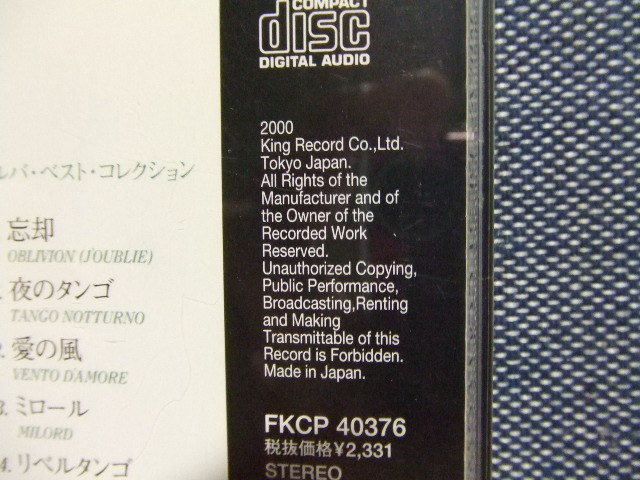 ルバ・ベスト・コレクション
忘却
OBLIVION (J'OUBLIE)
夜のタンゴ
TANGO NOTTURNO
愛の風
VENTO D'AMORE
3. ミロール
MILORD
4. リベルタンゴ
COMPACT
disc
DIGITAL AUDIO
2000
King Record Co.,Ltd.
Tokyo Japan.
All Rights of the
Manufacturer and of
the Owner of the
Recorded Work
Reserved.
Unauthorized Copying,
Public Performance,
Broadcasting,Renting
and Making
Transmittable of this
Record is Forbidden.
Made in Japan.
FKCP 40376
税抜価格¥2,331
STEREO